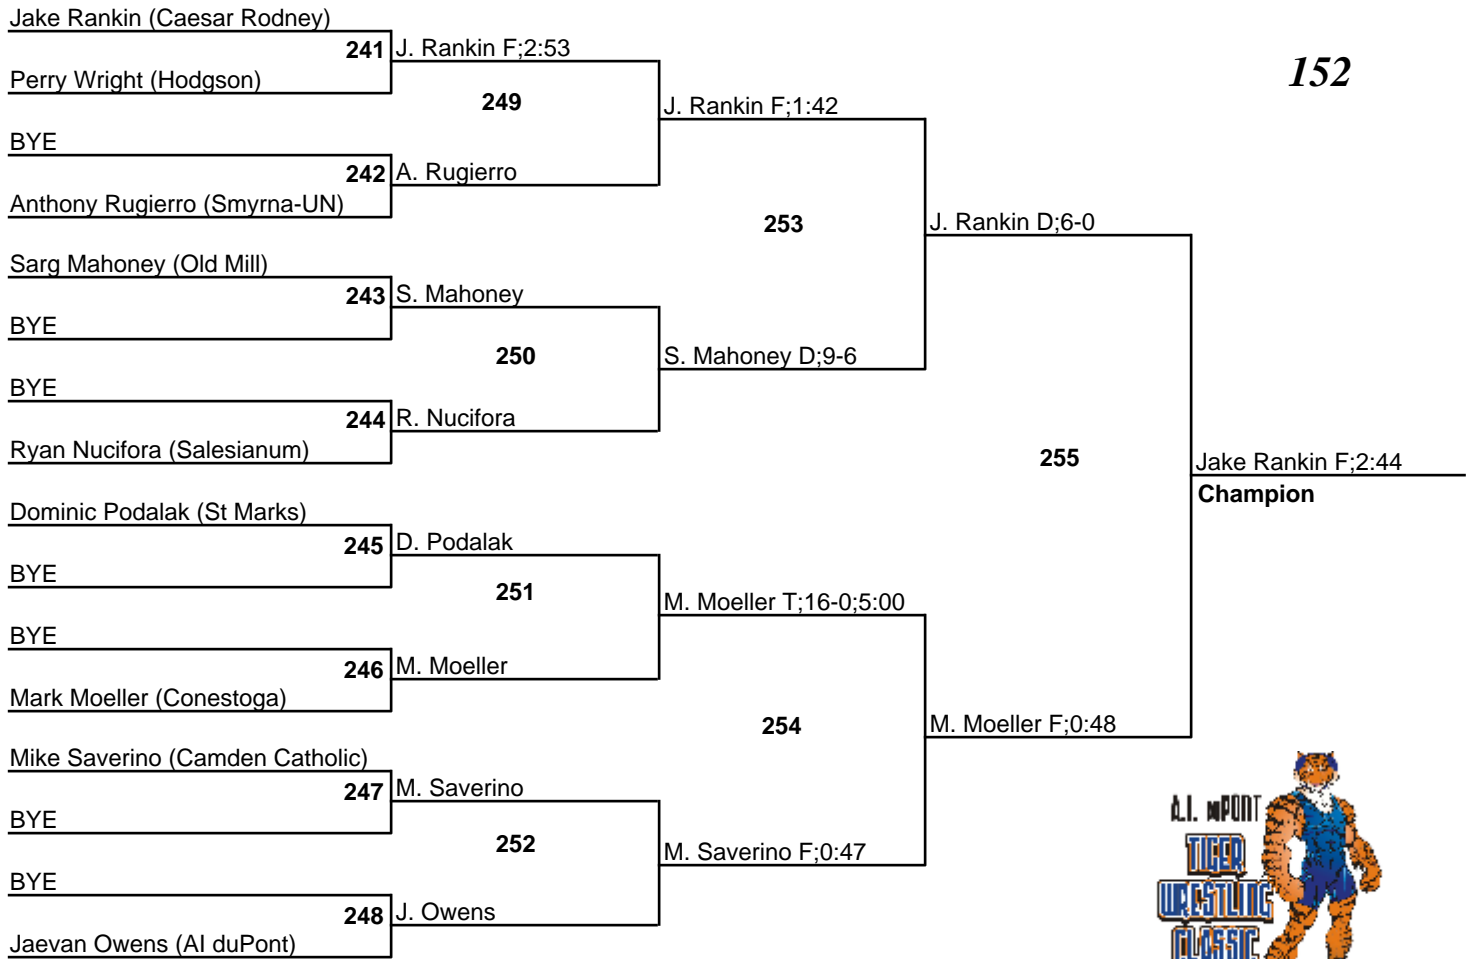 Jake Rankin (Caesar Rodney)
241 J. Rankin F;2:53
Perry Wright (Hodgson)
152
249
J. Rankin F;1:42
BYE
242 A. Rugierro
Anthony Rugierro (Smyrna-UN)
253
J. Rankin D;6-0
Sarg Mahoney (Old Mill)
243 S. Mahoney
BYE
250
S. Mahoney D;9-6
BYE
244 R. Nucifora
Ryan Nucifora (Salesianum)
255
Jake Rankin F;2:44
Champion
Dominic Podalak (St Marks)
245 D. Podalak
BYE
251
M. Moeller T;16-0;5:00
BYE
246 M. Moeller
Mark Moeller (Conestoga)
254
M. Moeller F;0:48
Mike Saverino (Camden Catholic)
247 M. Saverino
BYE
252
M. Saverino F;0:47
BYE
248 J. Owens
Jaevan Owens (AI duPont)
A.I. duPONT
TIGER
WRESTLING
CLASSIC